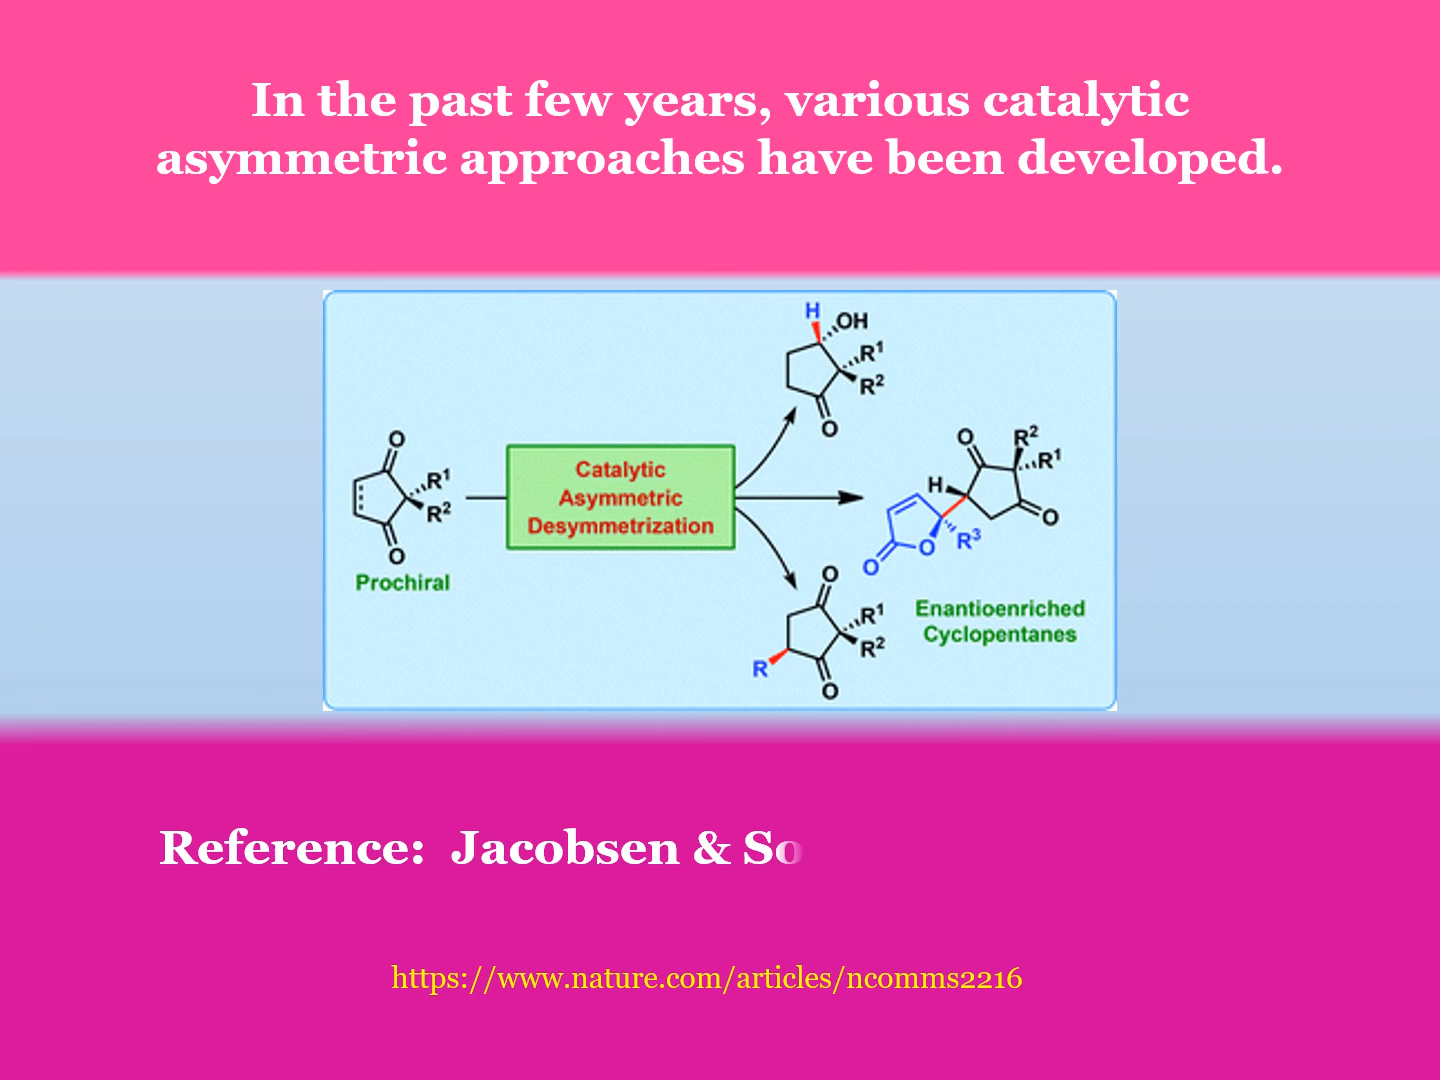 In the past few years, various catalytic
asymmetric approaches have been developed.
H
OH
R¹
R²
O
O
R¹
R²
O
Prochiral
Catalytic
Asymmetric
Desymmetrization
O
R²
R¹
H
O
O
R³
O
Enantioenriched
Cyclopentanes
O
R¹
R²
R
O
Reference: Jacobsen & So
https://www.nature.com/articles/ncomms2216